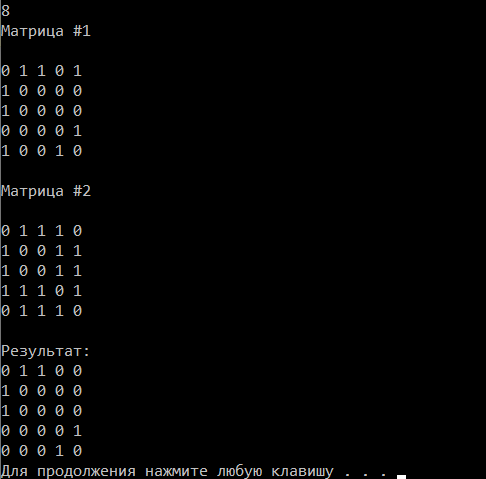 8
Матрица #1
0 1 1 0 1
1 0 0 0 0
1 0 0 0 0
0 0 0 0 1
1 0 0 1 0
Матрица #2
0 1 1 1 0
1 0 0 1 1
1 0 0 1 1
1 1 1 0 1
0 1 1 1 0
Результат:
0 1 1 0 0
1 0 0 0 0
1 0 0 0 0
0 0 0 0 1
0 0 0 1 0
Для продолжения нажмите любую клавишу . . .